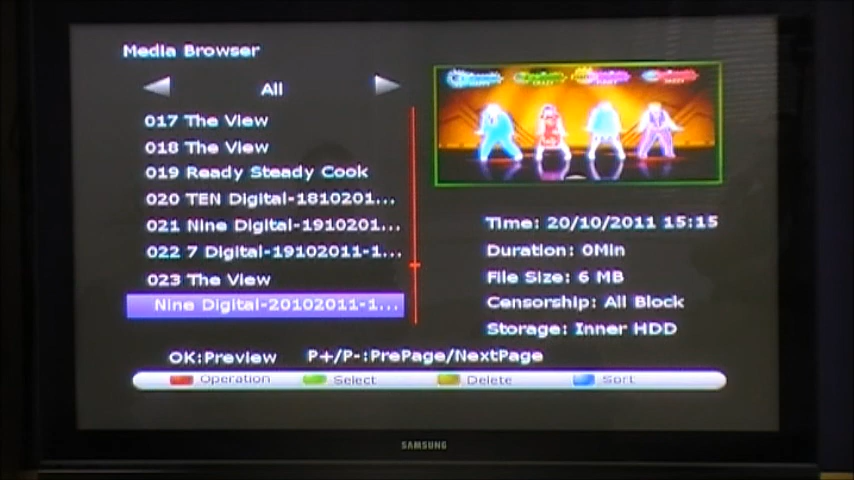 Media Browser
All
017 The View
018 The View
019 Ready Steady Cook
020 TEN Digital-1810201...
021 Nine Digital-1910201...
022 7 Digital-19102011-1...
023 The View
Nine Digital-20102011-1...
Time: 20/10/2011 15:15
Duration: 0Min
File Size: 6 MB
Censorship: All Block
Storage: Inner HDD
OK:Preview P+/P-:PrePage/NextPage
Operation Select Delete Sort
SAMSUNG